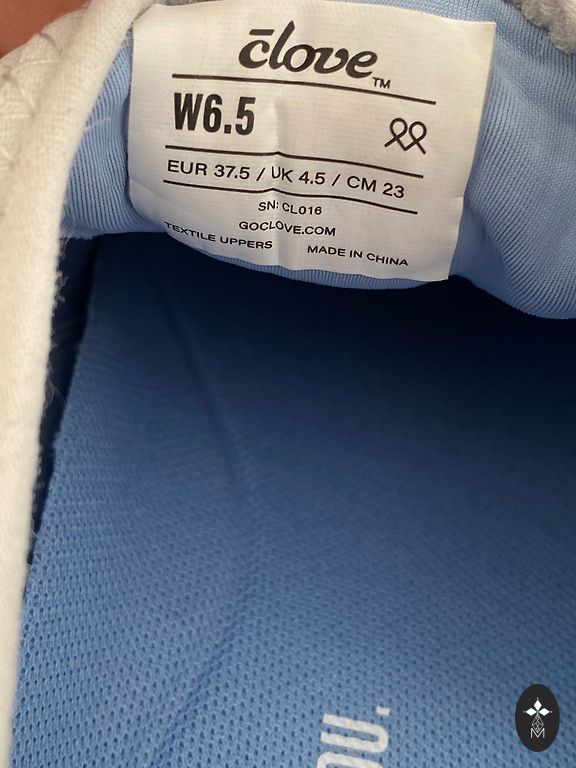 clove™
W6.5
EUR 37.5 / UK 4.5 / CM 23
SN: CL016
GOCLOVE.COM
TEXTILE UPPERS MADE IN CHINA
OU.
M